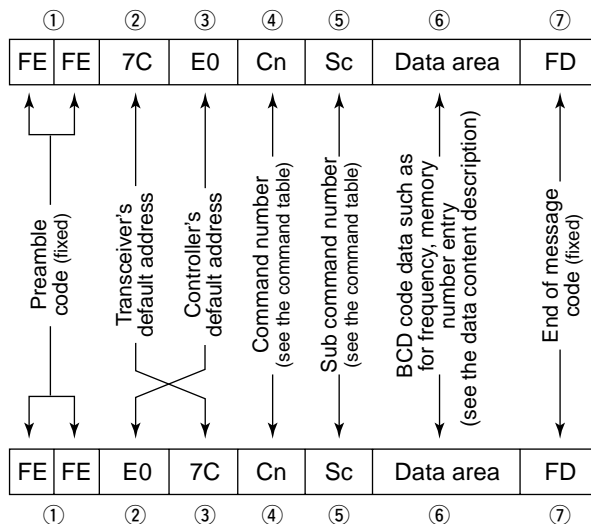 ① ② ③ ④ ⑤ ⑥ ⑦
FE FE 7C E0 Cn Sc Data area FD
Preamble
code (fixed)
Transceiver's
default address
Controller's
default address
Command number
(see the command table)
Sub command number
(see the command table)
BCD code data such as
for frequency, memory
number entry
(see the data content description)
End of message
code (fixed)
FE FE E0 7C Cn Sc Data area FD
① ② ③ ④ ⑤ ⑥ ⑦